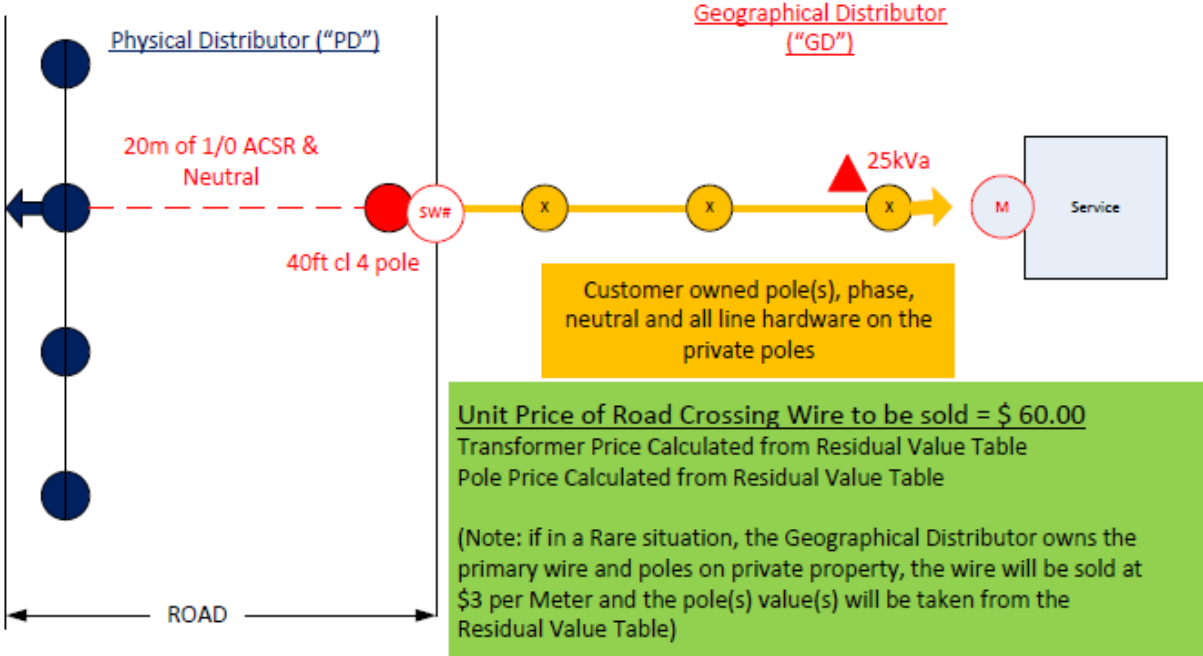 Physical Distributor (“PD”)
Geographical Distributor
(“GD”)
20m of 1/0 ACSR &
Neutral
25kVa
SW#
X
X
X
M
Service
40ft cl 4 pole
Customer owned pole(s), phase,
neutral and all line hardware on the
private poles
Unit Price of Road Crossing Wire to be sold = $ 60.00
Transformer Price Calculated from Residual Value Table
Pole Price Calculated from Residual Value Table
(Note: if in a Rare situation, the Geographical Distributor owns the
primary wire and poles on private property, the wire will be sold at
$3 per Meter and the pole(s) value(s) will be taken from the
Residual Value Table)
ROAD